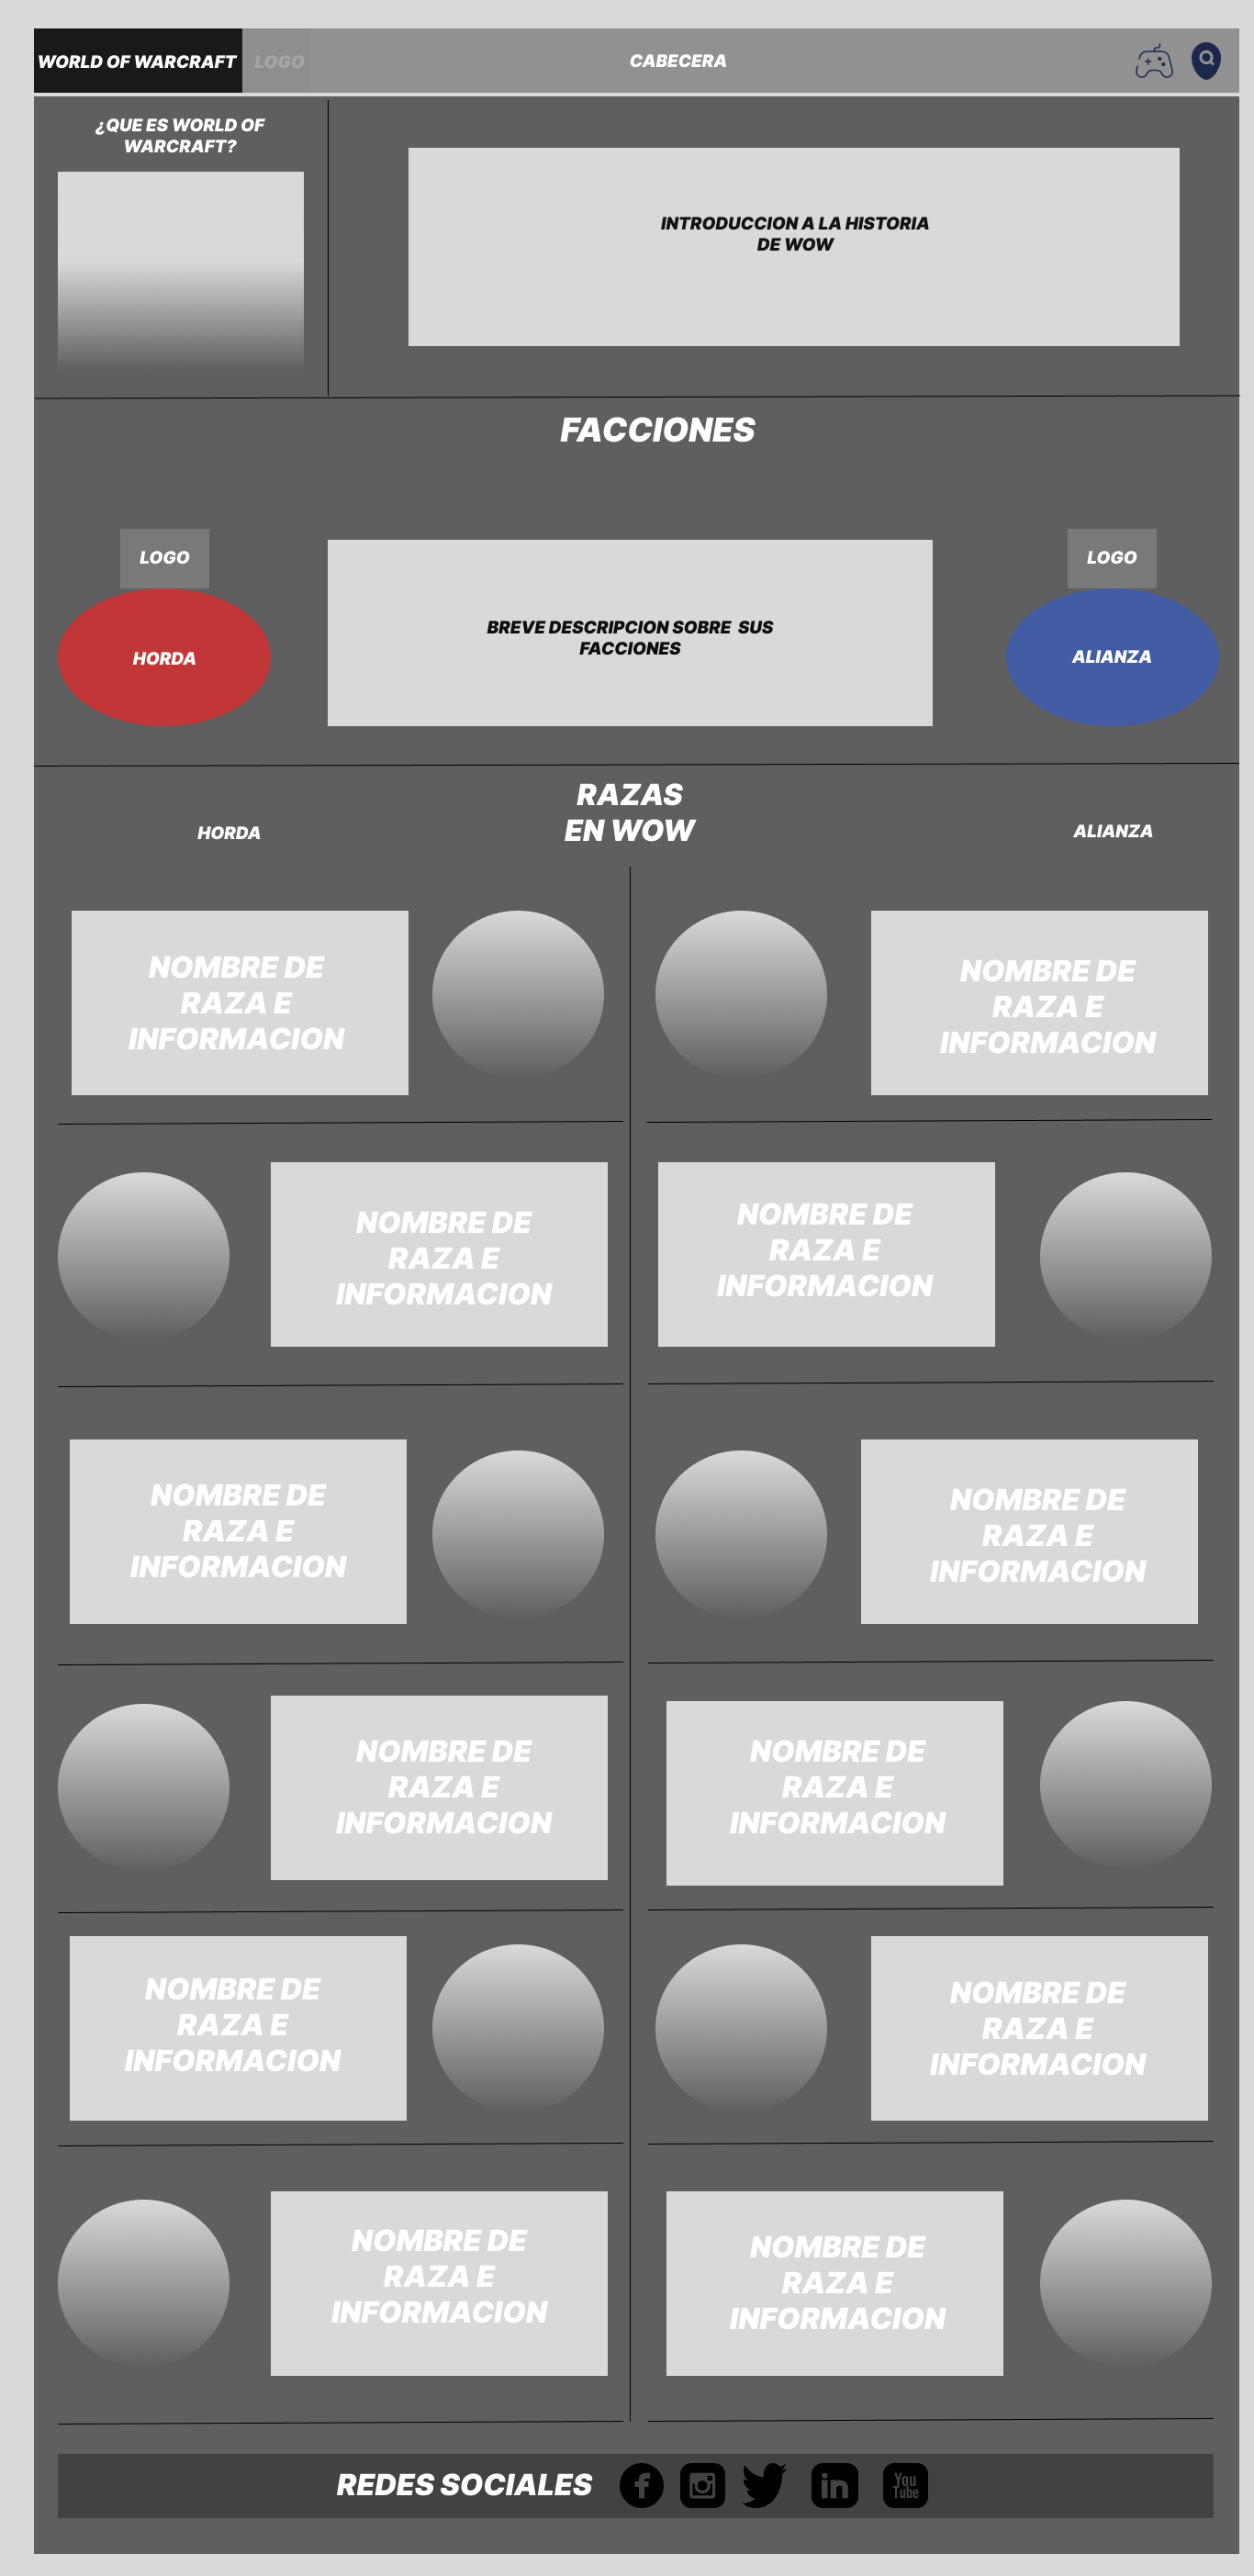 WORLD OF WARCRAFT
LOGO
CABECERA
¿QUE ES WORLD OF
WARCRAFT?
INTRODUCCION A LA HISTORIA
DE WOW
FACCIONES
LOGO
HORDA
BREVE DESCRIPCION SOBRE SUS
FACCIONES
LOGO
ALIANZA
RAZAS
EN WOW
HORDA
ALIANZA
NOMBRE DE
RAZA E
INFORMACION
NOMBRE DE
RAZA E
INFORMACION
NOMBRE DE
RAZA E
INFORMACION
NOMBRE DE
RAZA E
INFORMACION
NOMBRE DE
RAZA E
INFORMACION
NOMBRE DE
RAZA E
INFORMACION
NOMBRE DE
RAZA E
INFORMACION
NOMBRE DE
RAZA E
INFORMACION
NOMBRE DE
RAZA E
INFORMACION
NOMBRE DE
RAZA E
INFORMACION
NOMBRE DE
RAZA E
INFORMACION
NOMBRE DE
RAZA E
INFORMACION
REDES SOCIALES
f
in
You
Tube